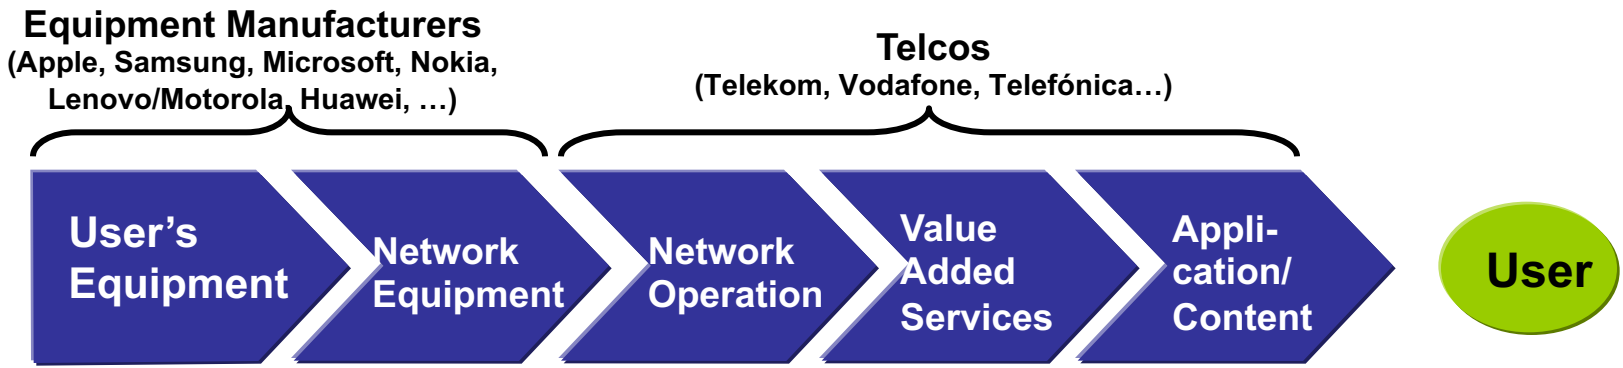 Equipment Manufacturers
(Apple, Samsung, Microsoft, Nokia,
Lenovo/Motorola, Huawei, …)
Telcos
(Telekom, Vodafone, Telefónica…)
User’s
Equipment
Network
Equipment
Network
Operation
Value
Added
Services
Appli-
cation/
Content
User